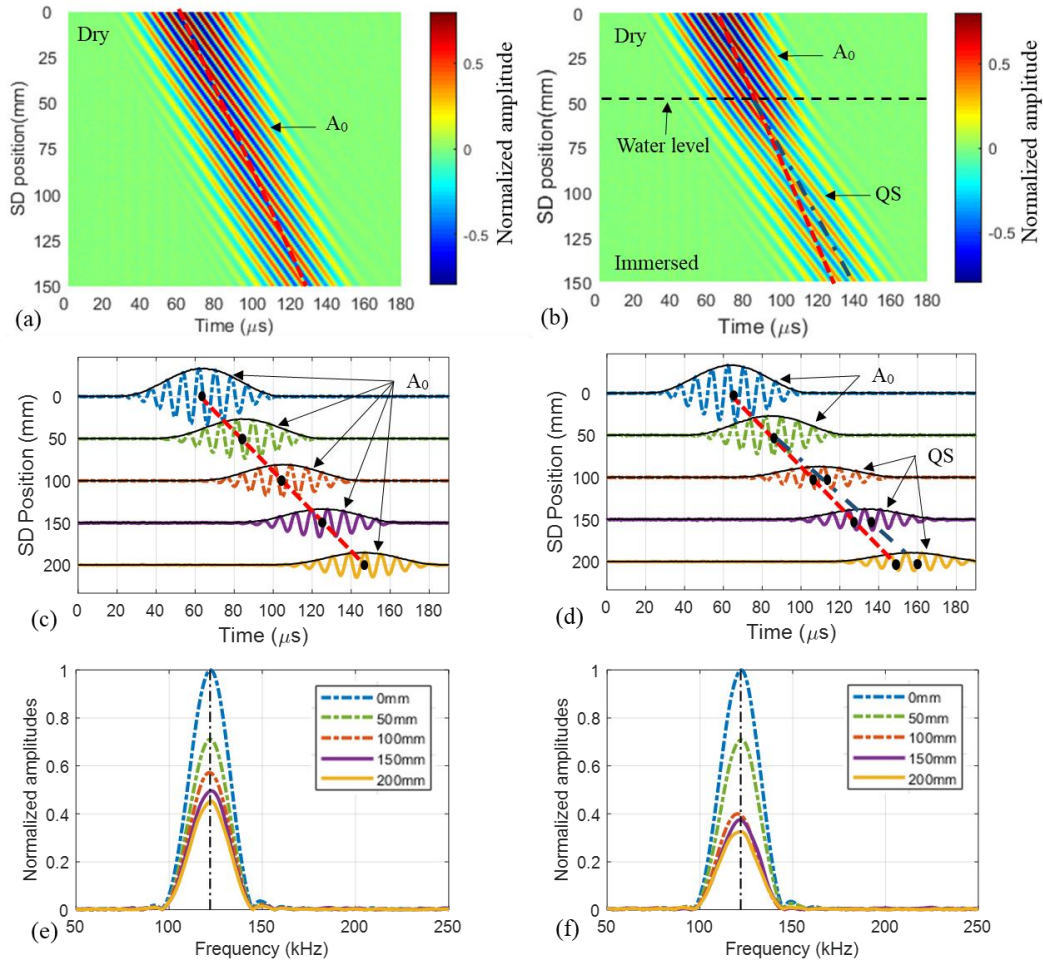 0
25
50
75
100
125
150
SD position(mm)
Dry
A0
0 20 40 60 80 100 120 140 160 180
Time (μs)
(a)
0.5
0
-0.5
Normalized amplitude
0
25
50
75
100
125
150
SD position(mm)
Dry
A0
Water level
QS
Immersed
0 20 40 60 80 100 120 140 160 180
Time (μs)
(b)
0.5
0
-0.5
Normalized amplitude
0
50
100
150
200
SD Position (mm)
A0
0 20 40 60 80 100 120 140 160 180
Time (μs)
(c)
0
50
100
150
200
SD Position (mm)
A0
QS
0 20 40 60 80 100 120 140 160 180
Time (μs)
(d)
1
0.8
0.6
0.4
0.2
0
Normalized amplitudes
0mm
50mm
100mm
150mm
200mm
50 100 150 200 250
Frequency (kHz)
(e)
1
0.8
0.6
0.4
0.2
0
Normalized amplitudes
0mm
50mm
100mm
150mm
200mm
50 100 150 200 250
Frequency (kHz)
(f)